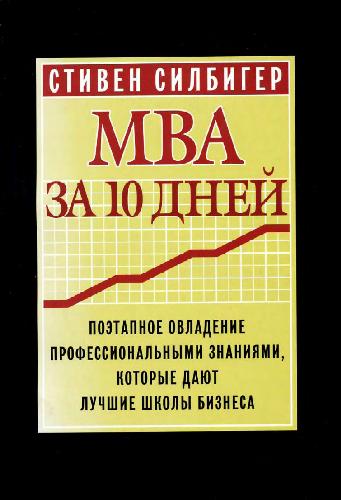 СТИВЕН СИЛБИГЕР
МВА
ЗА 10 ДНЕЙ
ПОЭТАПНОЕ ОВЛАДЕНИЕ
ПРОФЕССИОНАЛЬНЫМИ ЗНАНИЯМИ,
КОТОРЫЕ ДАЮТ
ЛУЧШИЕ ШКОЛЫ БИЗНЕСА